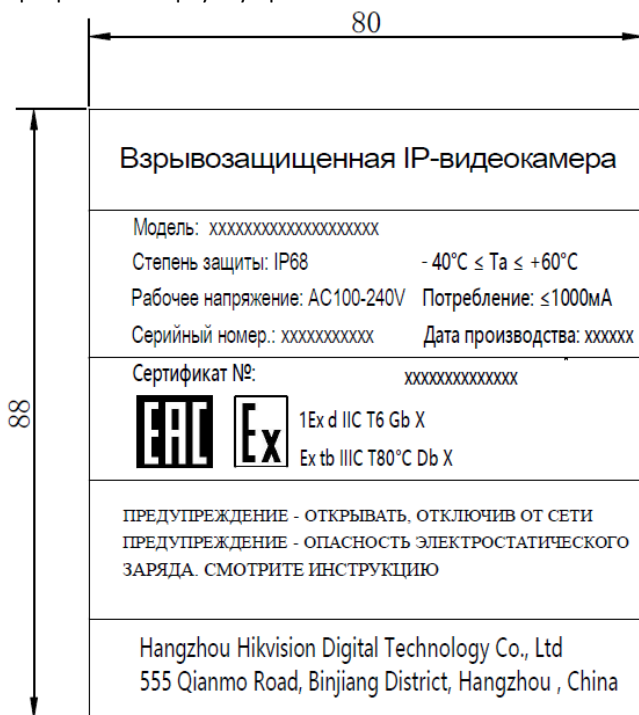 80
88
Взрывозащищенная IP-видеокамера
Модель: xxxxxxxxxxxxxxxxxxxx
Степень защиты: IP68 - 40°C ≤ Ta ≤ +60°C
Рабочее напряжение: AC100-240V Потребление: ≤1000мА
Серийный номер.: xxxxxxxxxxx Дата производства: xxxxxx
Сертификат №: xxxxxxxxxxxxxx
EAC Ex 1Ex d IIC T6 Gb X
Ex tb IIIC T80°C Db X
ПРЕДУПРЕЖДЕНИЕ - ОТКРЫВАТЬ, ОТКЛЮЧИВ ОТ СЕТИ
ПРЕДУПРЕЖДЕНИЕ - ОПАСНОСТЬ ЭЛЕКТРОСТАТИЧЕСКОГО
ЗАРЯДА. СМОТРИТЕ ИНСТРУКЦИЮ
Hangzhou Hikvision Digital Technology Co., Ltd
555 Qianmo Road, Binjiang District, Hangzhou , China